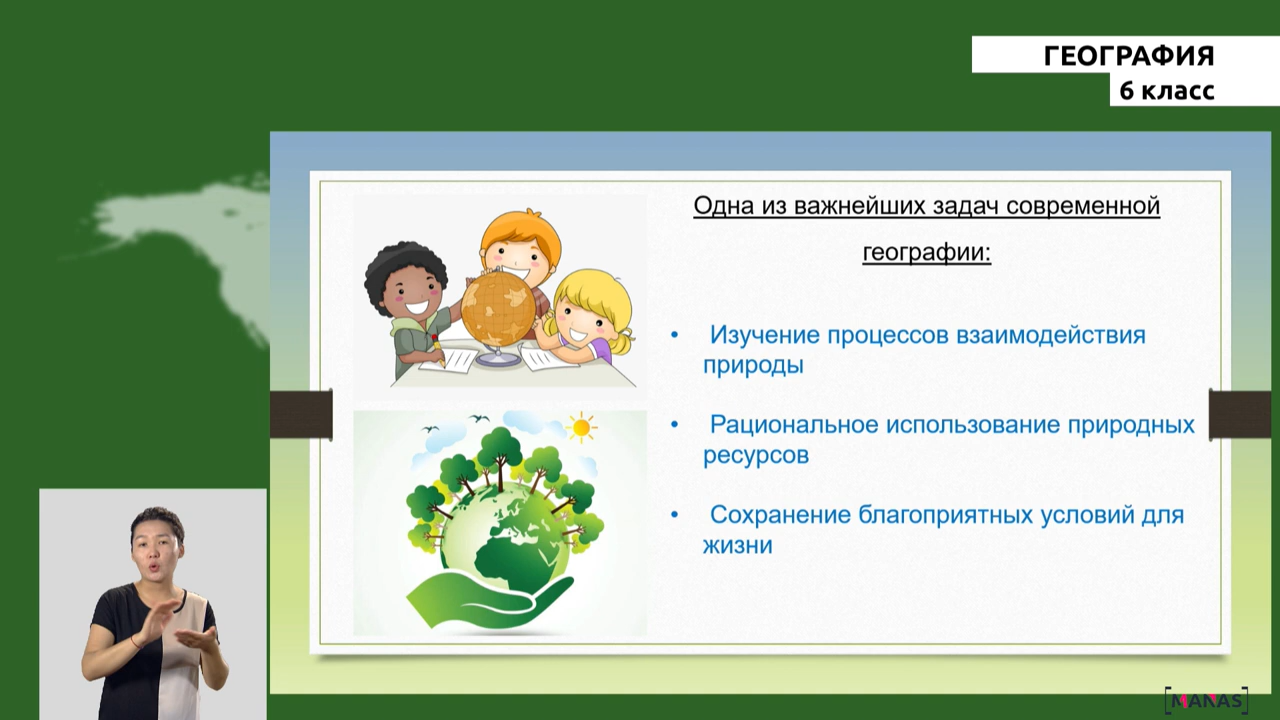 ГЕОГРАФИЯ
6 класс
Одна из важнейших задач современной
географии:
• Изучение процессов взаимодействия
природы
• Рациональное использование природных
ресурсов
• Сохранение благоприятных условий для
жизни
[MANAS]